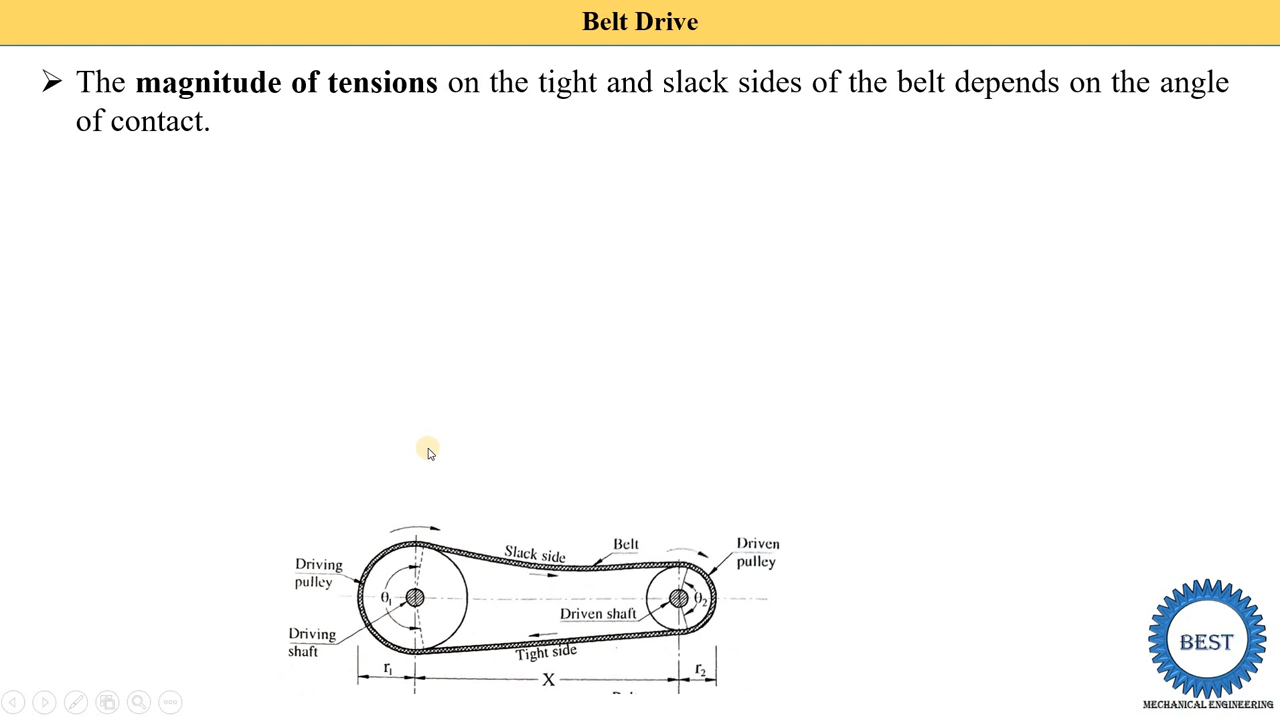 Belt Drive
➢ The magnitude of tensions on the tight and slack sides of the belt depends on the angle
of contact.
Slack side
Belt
Driven
pulley
Driving
pulley
θ1
θ2
Driven shaft
Driving
shaft
Tight side
r1
X
r2
BEST
MECHANICAL ENGINEERING